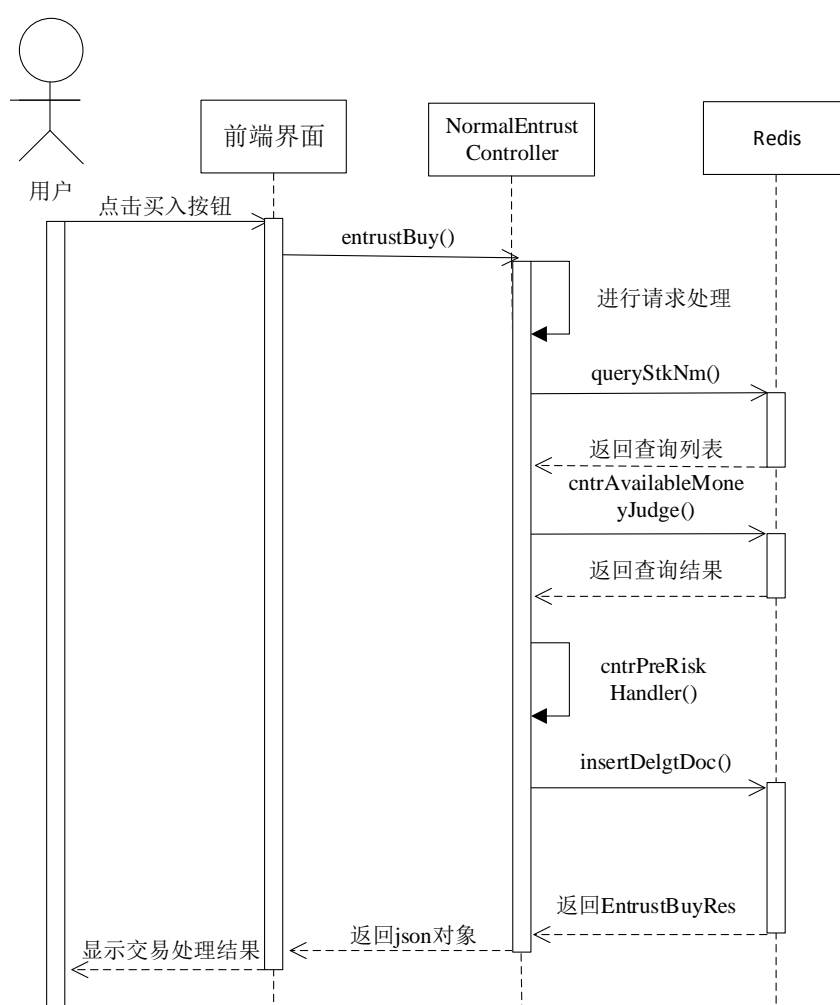 前端界面
NormalEntrust
Controller
Redis
用户
点击买入按钮
entrustBuy()
进行请求处理
queryStkNm()
返回查询列表
cntrAvailableMone
yJudge()
返回查询结果
cntrPreRisk
Handler()
insertDelgtDoc()
返回EntrustBuyRes
返回json对象
显示交易处理结果